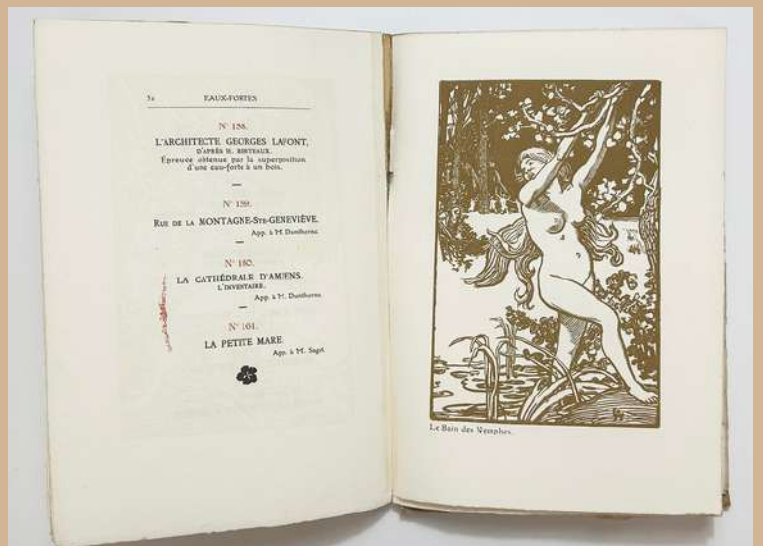 52 EAUX-FORTES
N° 158.
L'ARCHITECTE GEORGES LAFONT,
D'APRÈS H. RINTEAUX.
Épreuve obtenue par la superposition
d'une eau-forte à un bois.
N° 159.
RUE DE LA MONTAGNE-STE-GENEVIÈVE.
App. à M. Dunthorne.
N° 160.
LA CATHÉDRALE D'AMIENS.
L'INVENTAIRE.
App. à M. Dunthorne.
N° 161.
LA PETITE MARE.
App. à M. Sagot.
Le Bain des Nymphes.